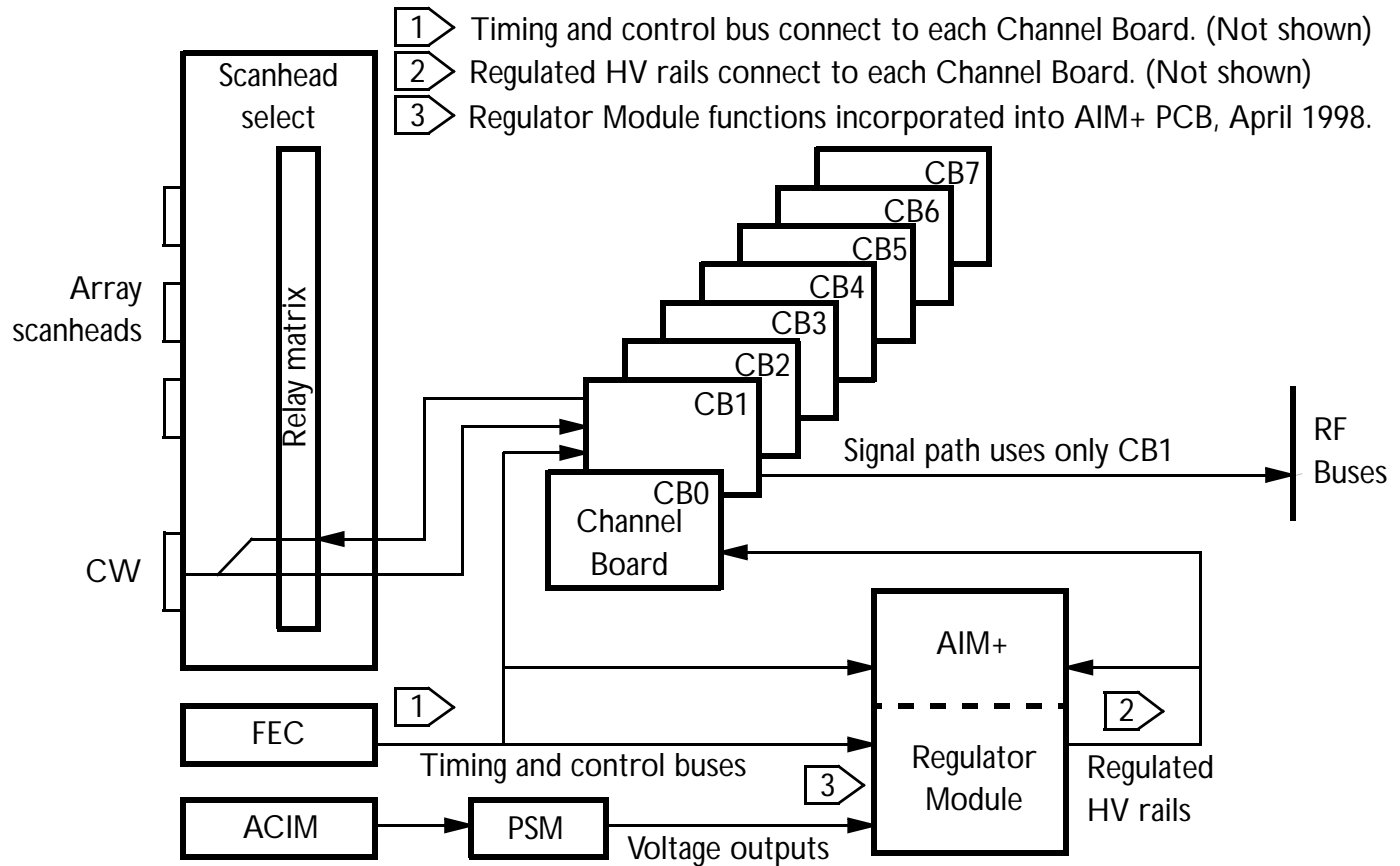 1 Timing and control bus connect to each Channel Board. (Not shown)
2 Regulated HV rails connect to each Channel Board. (Not shown)
3 Regulator Module functions incorporated into AIM+ PCB, April 1998.
Scanhead
select
Relay matrix
Array
scanheads
CW
CB7
CB6
CB5
CB4
CB3
CB2
CB1
CB0
Channel
Board
Signal path uses only CB1
RF
Buses
AIM+
Regulator
Module
1
2
3
FEC
Timing and control buses
Regulated
HV rails
ACIM
PSM
Voltage outputs